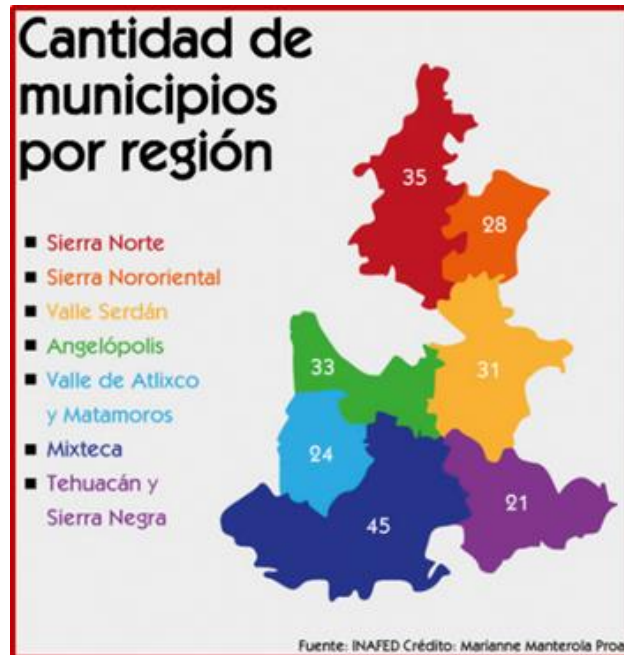 Cantidad de
municipios
por región
Sierra Norte
Sierra Nororiental
Valle Serdán
Angelópolis
Valle de Atlixco
y Matamoros
Mixteca
Tehuacán y
Sierra Negra
35
28
33
31
24
21
45
Fuente: INAFED Crédito: Marianne Manterola Proa